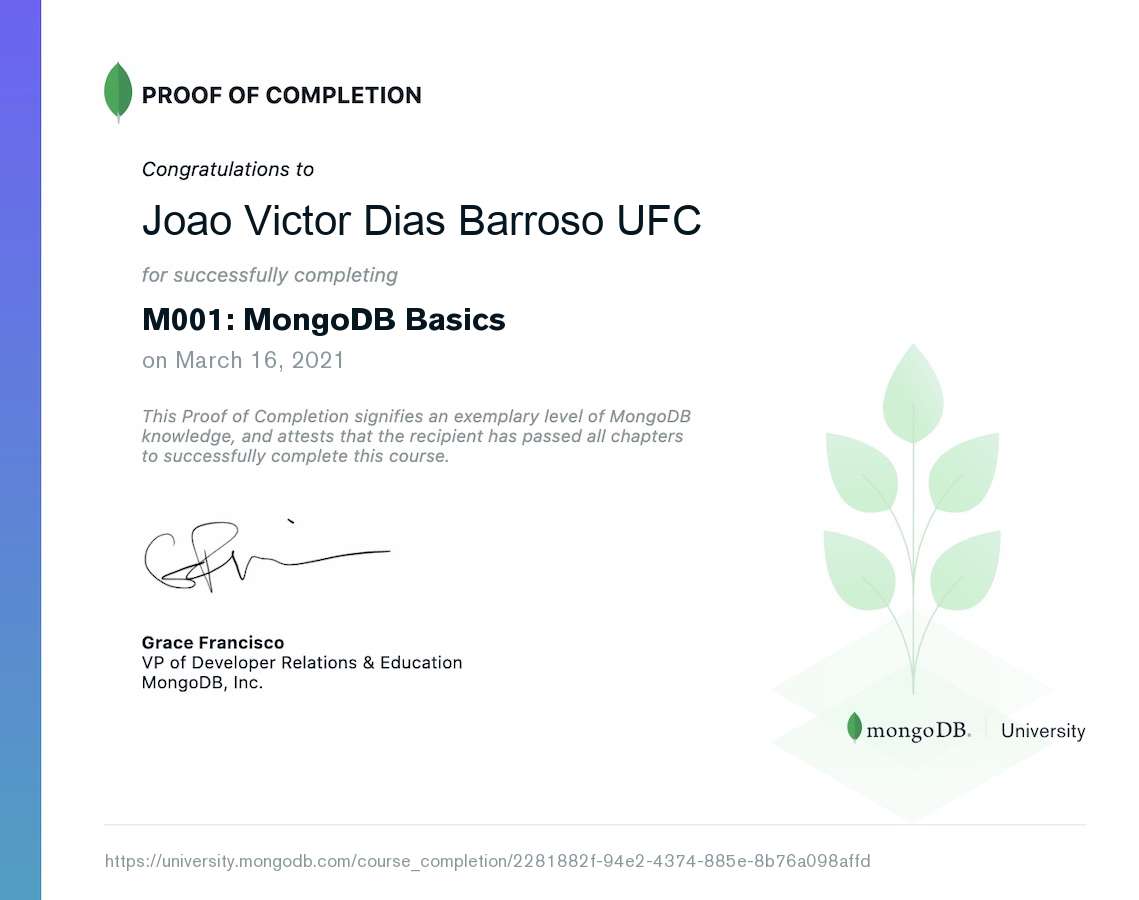 PROOF OF COMPLETION
Congratulations to
Joao Victor Dias Barroso UFC
for successfully completing
M001: MongoDB Basics
on March 16, 2021
This Proof of Completion signifies an exemplary level of MongoDB
knowledge, and attests that the recipient has passed all chapters
to successfully complete this course.
Grace Francisco
VP of Developer Relations & Education
MongoDB, Inc.
mongoDB. University
https://university.mongodb.com/course_completion/2281882f-94e2-4374-885e-8b76a098affd